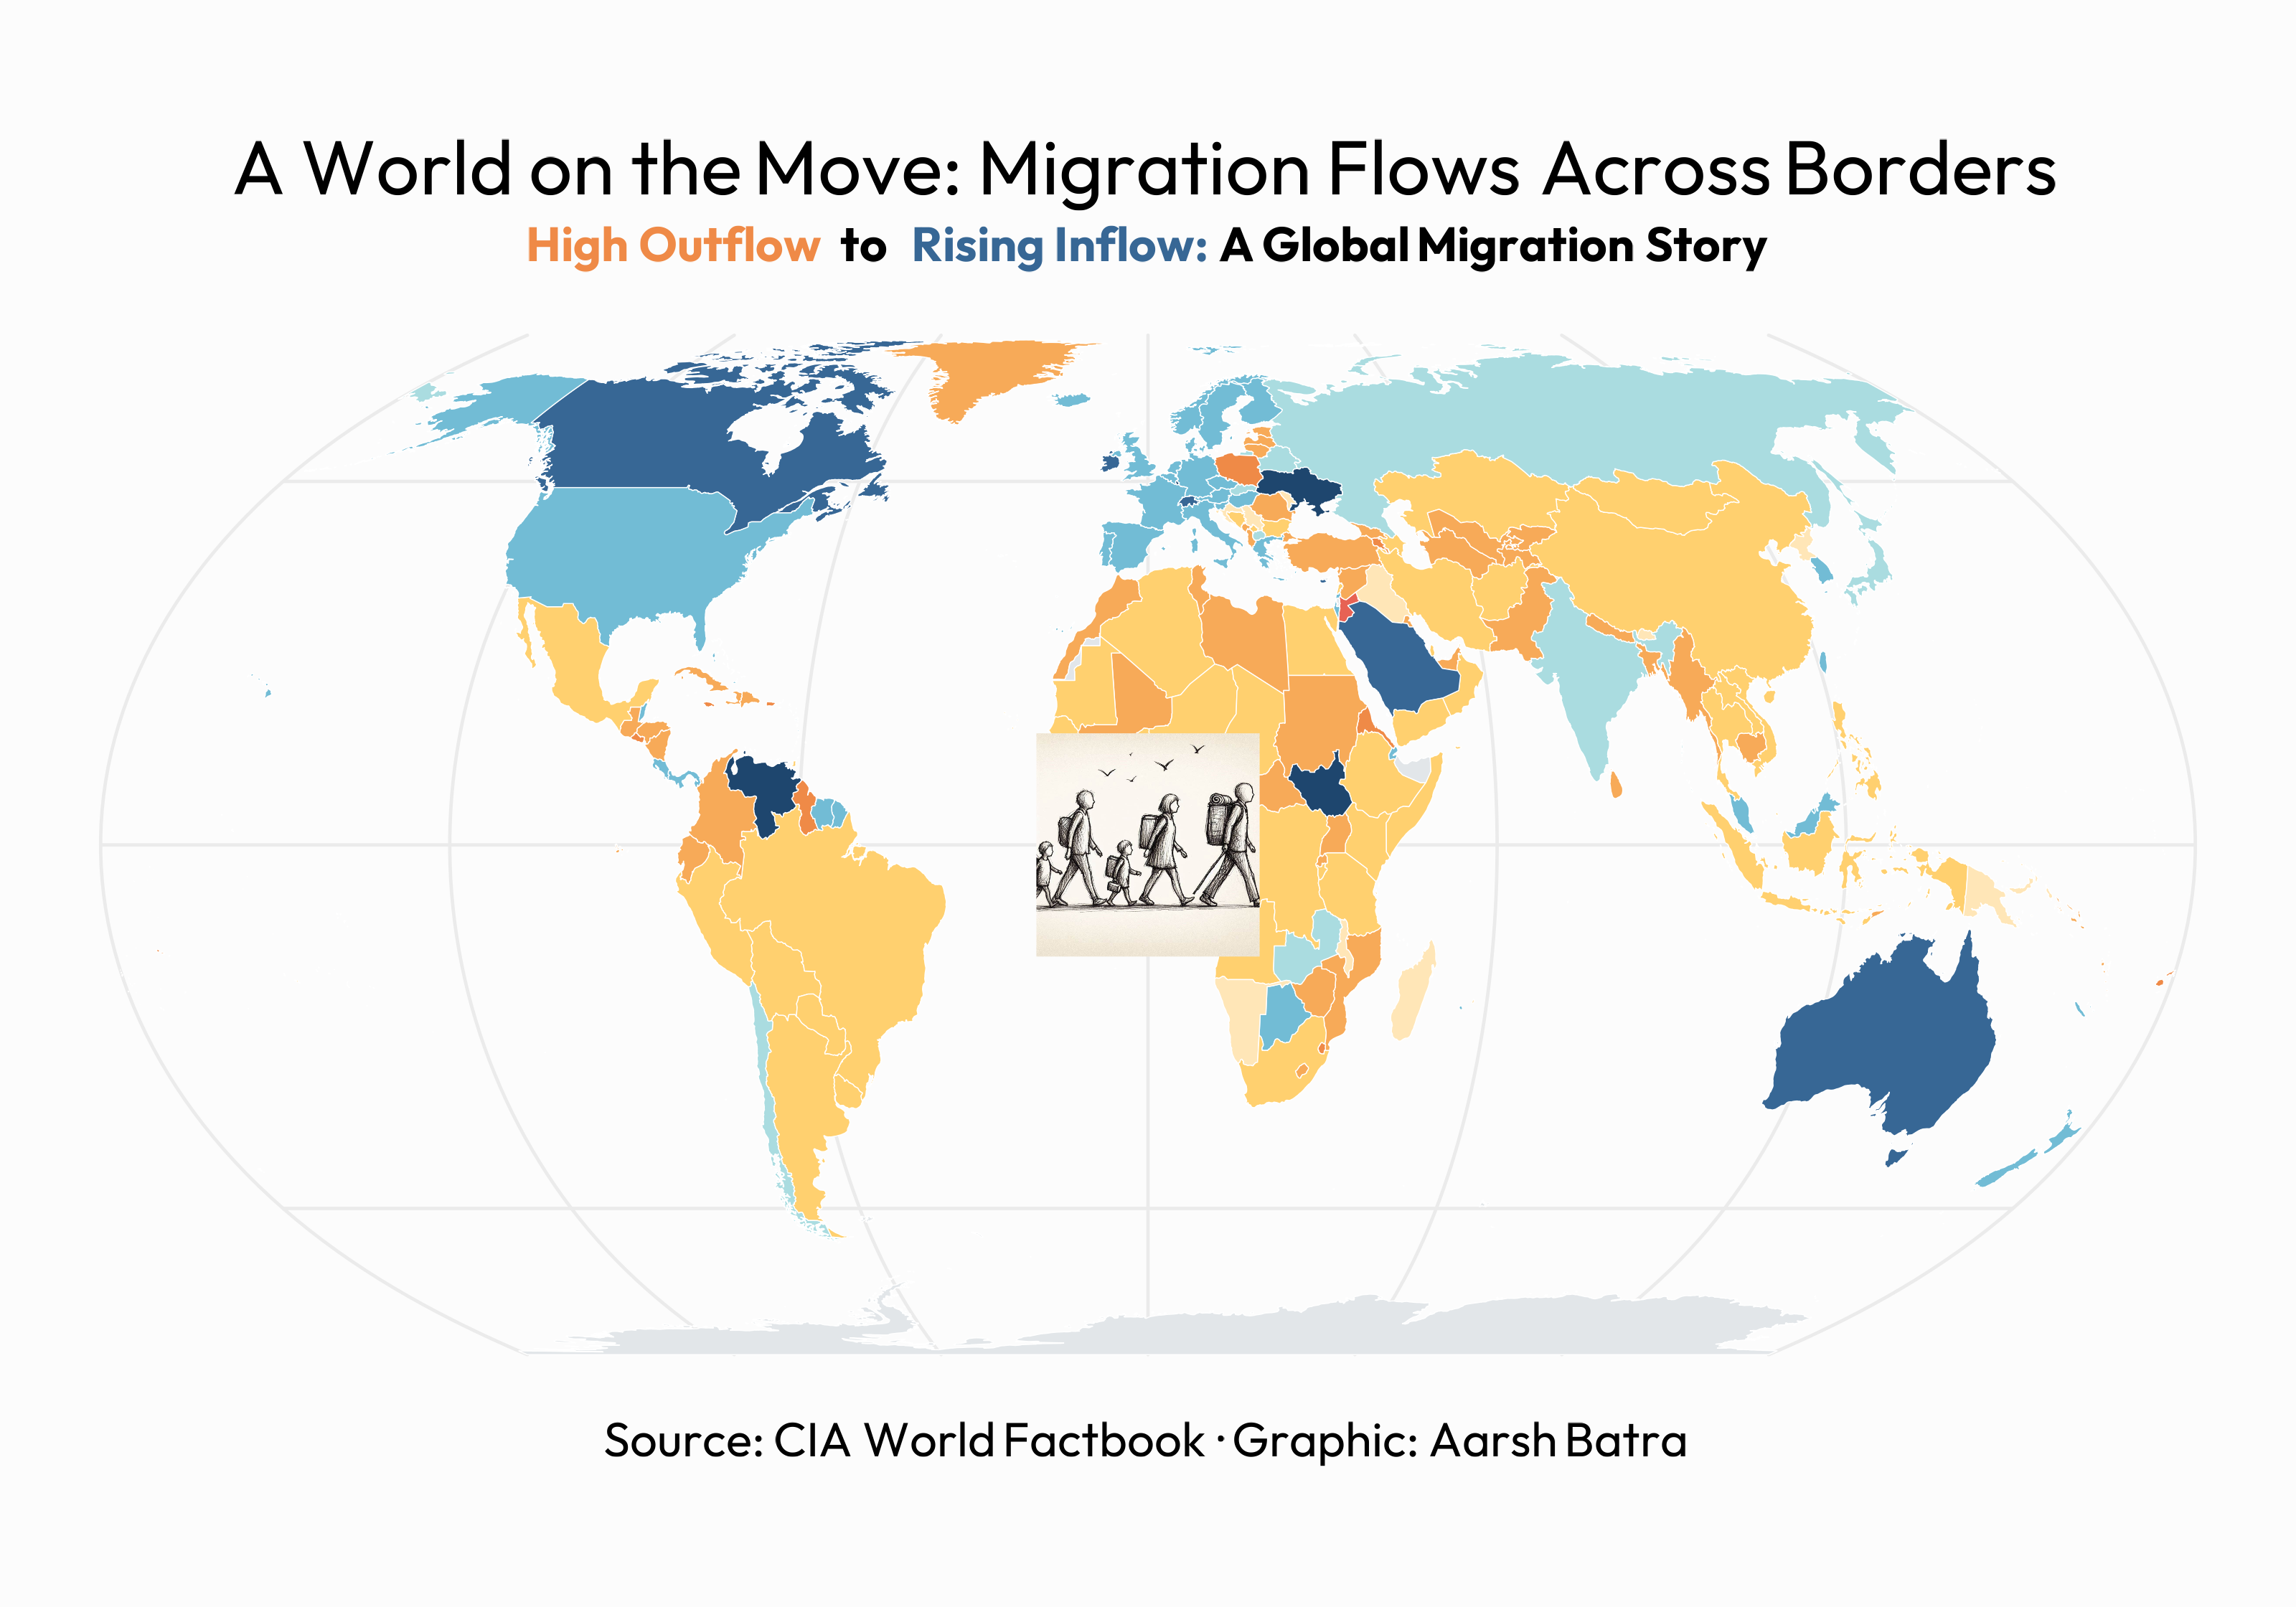 A World on the Move: Migration Flows Across Borders
High Outflow to Rising Inflow: A Global Migration Story
Source: CIA World Factbook · Graphic: Aarsh Batra